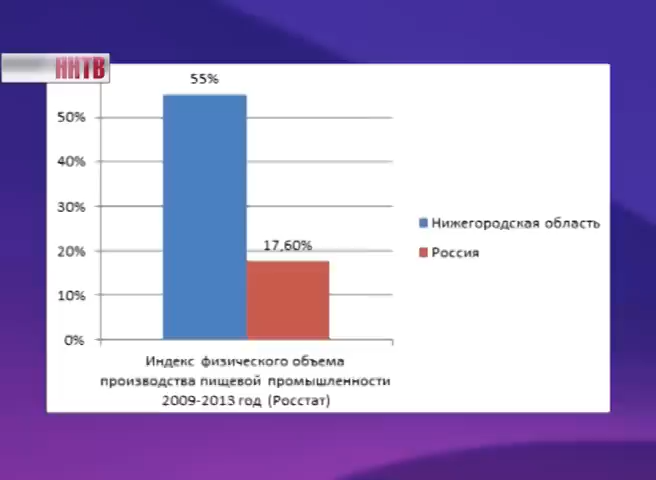 ННТВ
55%
50%
40%
30%
20%
10%
0%
17,60%
Нижегородская область
Россия
Индекс физического объема
производства пищевой промышленности
2009-2013 год (Росстат)